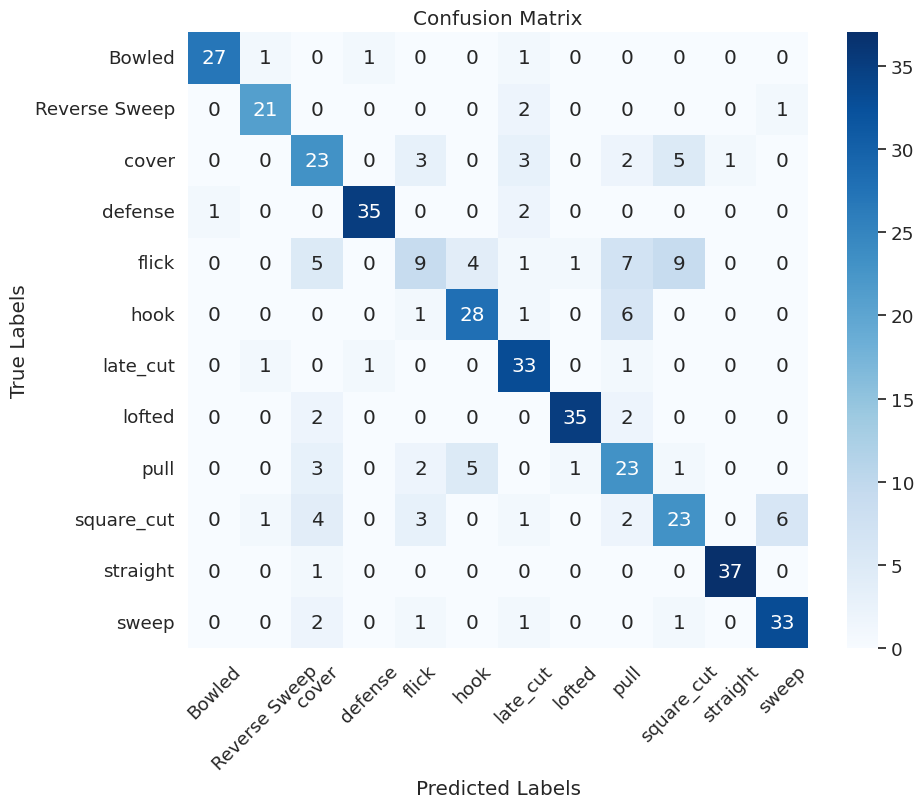 Confusion Matrix
Bowled 27 1 0 1 0 0 1 0 0 0 0 0
Reverse Sweep 0 21 0 0 0 0 2 0 0 0 0 1
cover 0 0 23 0 3 0 3 0 2 5 1 0
defense 1 0 0 35 0 0 2 0 0 0 0 0
flick 0 0 5 0 9 4 1 1 7 9 0 0
hook 0 0 0 0 1 28 1 0 6 0 0 0
late_cut 0 1 0 1 0 0 33 0 1 0 0 0
lofted 0 0 2 0 0 0 0 35 2 0 0 0
pull 0 0 3 0 2 5 0 1 23 1 0 0
square_cut 0 1 4 0 3 0 1 0 2 23 0 6
straight 0 0 1 0 0 0 0 0 0 0 37 0
sweep 0 0 2 0 1 0 1 0 0 1 0 33
Bowled Reverse Sweep cover defense flick hook late_cut lofted pull square_cut straight sweep
Predicted Labels
True Labels
35
30
25
20
15
10
5
0